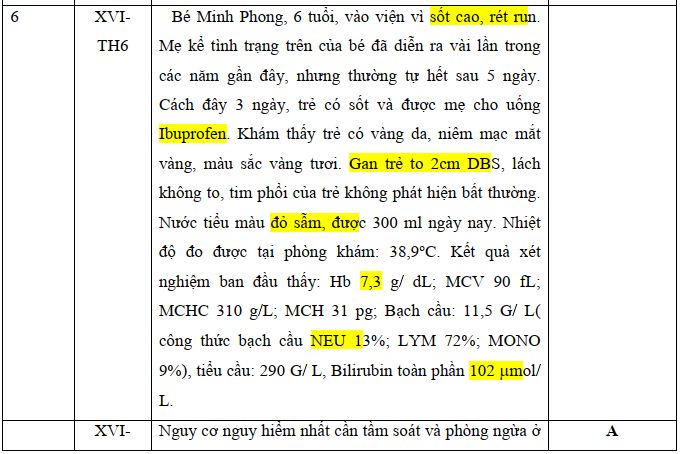 6
XVI-
TH6
Bé Minh Phong, 6 tuổi, vào viện vì sốt cao, rét run.
Mẹ kể tình trạng trên của bé đã diễn ra vài lần trong
các năm gần đây, nhưng thường tự hết sau 5 ngày.
Cách đây 3 ngày, trẻ có sốt và được mẹ cho uống
Ibuprofen. Khám thấy trẻ có vàng da, niêm mạc mắt
vàng, màu sắc vàng tươi. Gan trẻ to 2cm DBS, lách
không to, tim phổi của trẻ không phát hiện bất thường.
Nước tiểu màu đỏ sẫm, được 300 ml ngày nay. Nhiệt
độ đo được tại phòng khám: 38,9ºC. Kết quả xét
nghiệm ban đầu thấy: Hb 7,3 g/ dL; MCV 90 fL;
MCHC 310 g/L; MCH 31 pg; Bạch cầu: 11,5 G/ L(
công thức bạch cầu NEU 13%; LYM 72%; MONO
9%), tiểu cầu: 290 G/ L, Bilirubin toàn phần 102 μmol/
L.
XVI-
Nguy cơ nguy hiểm nhất cần tầm soát và phòng ngừa ở
A